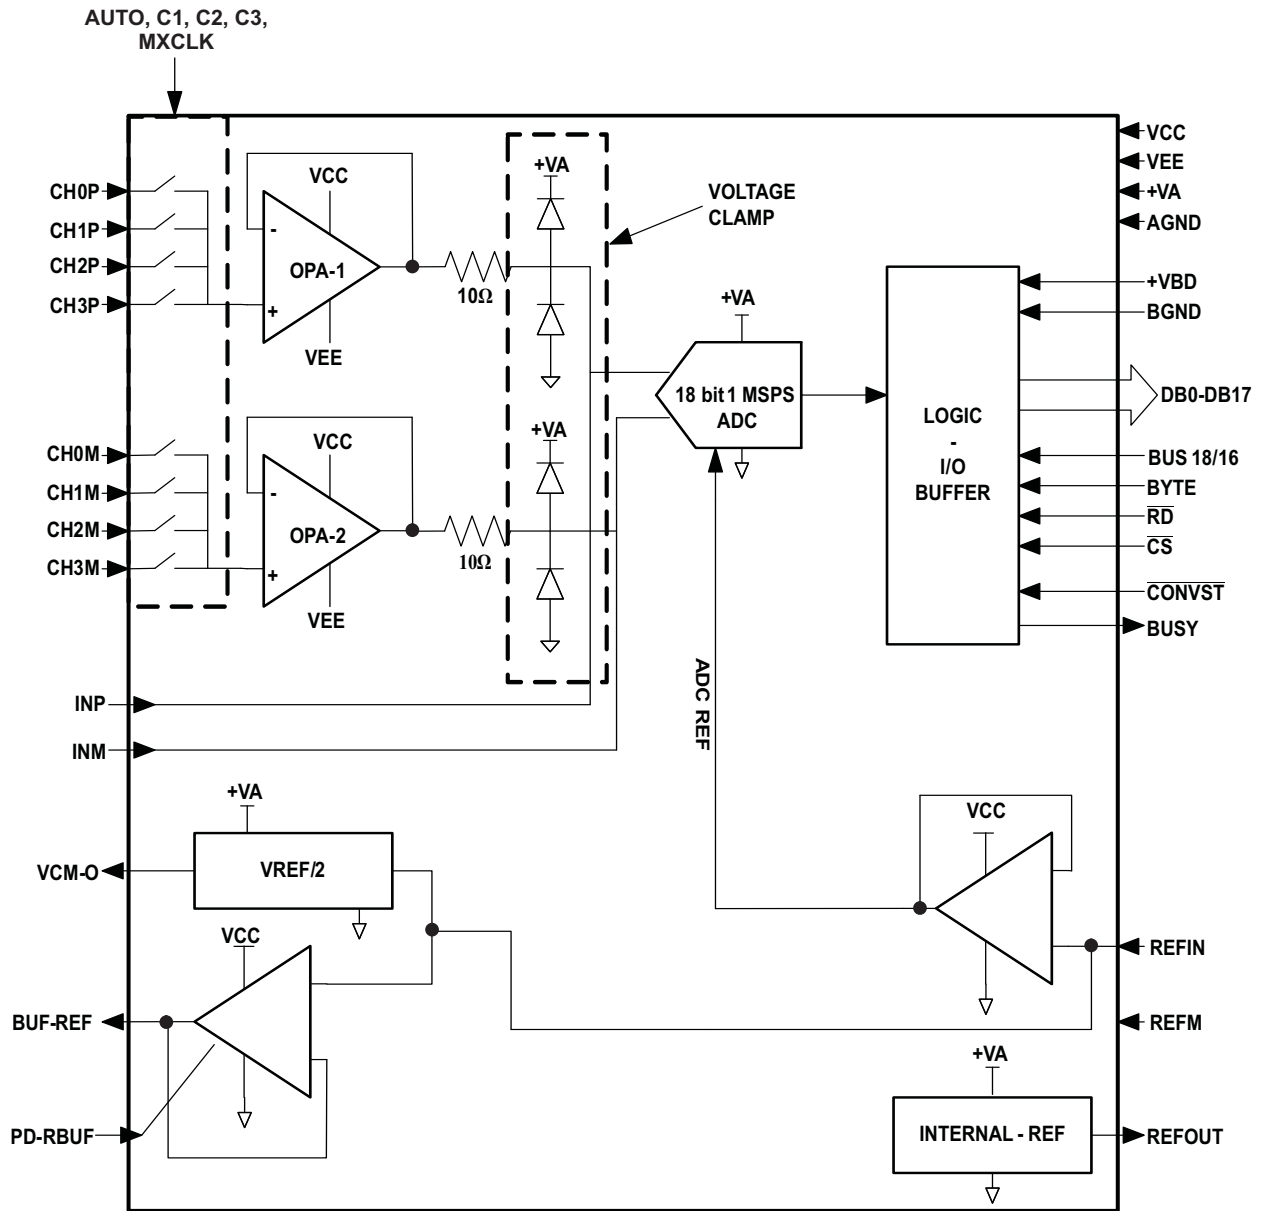 AUTO, C1, C2, C3,
MXCLK
VCC
VEE
+VA
AGND
CH0P
CH1P
CH2P
CH3P
VCC
-
OPA-1
+
VEE
10Ω
+VA
VOLTAGE
CLAMP
+VBD
BGND
+VA
18 bit 1 MSPS
ADC
LOGIC
-
I/O
BUFFER
DB0-DB17
BUS 18/16
BYTE
RD
CS
CONVST
BUSY
CH0M
CH1M
CH2M
CH3M
VCC
-
OPA-2
+
VEE
10Ω
+VA
INP
INM
ADC REF
+VA
VCM-O
VREF/2
VCC
REFIN
VCC
BUF-REF
REFM
PD-RBUF
+VA
INTERNAL - REF
REFOUT